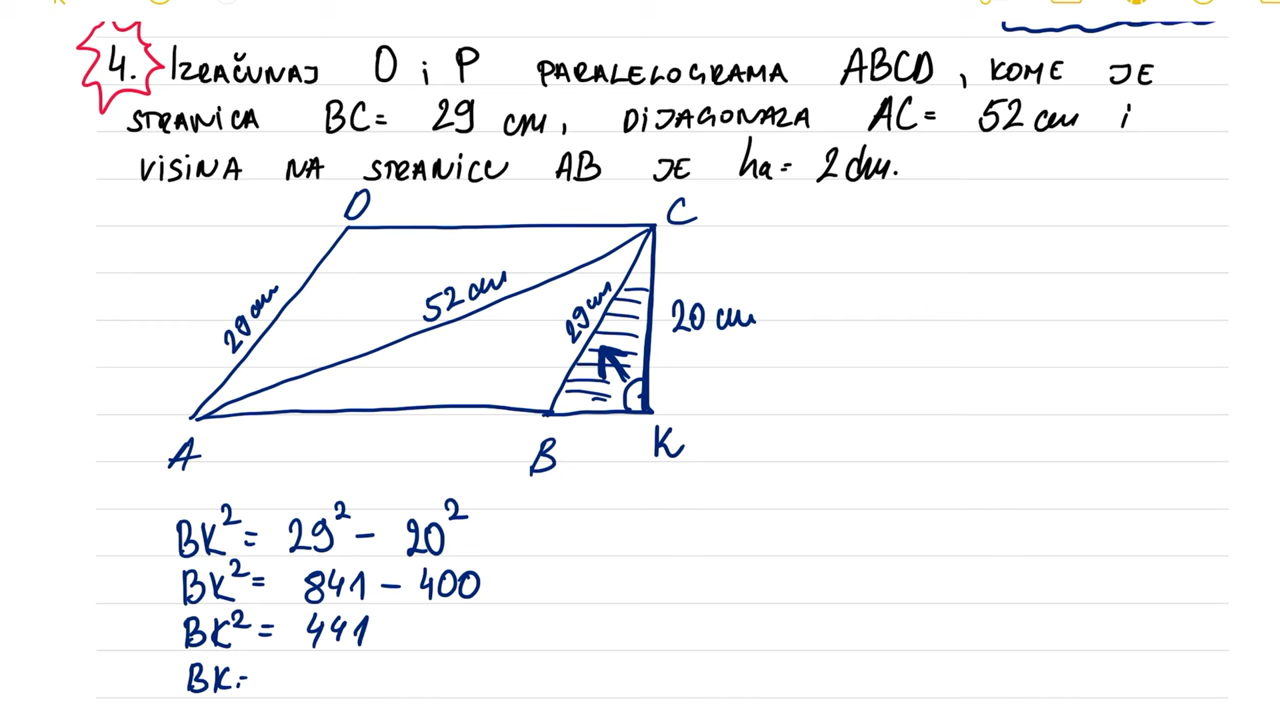 4. IZRAČUNAJ O i P PARALELOGRAMA ABCD, KOME JE
STRANICA BC = 29 cm, DIJAGONALA AC = 52 cm i
VISINA NA STRANICU AB JE ha = 2 dm.
D
C
29 cm
52 cm
29 cm
20 cm
A
B
K
BK² = 29² - 20²
BK² = 841 - 400
BK² = 441
BK =